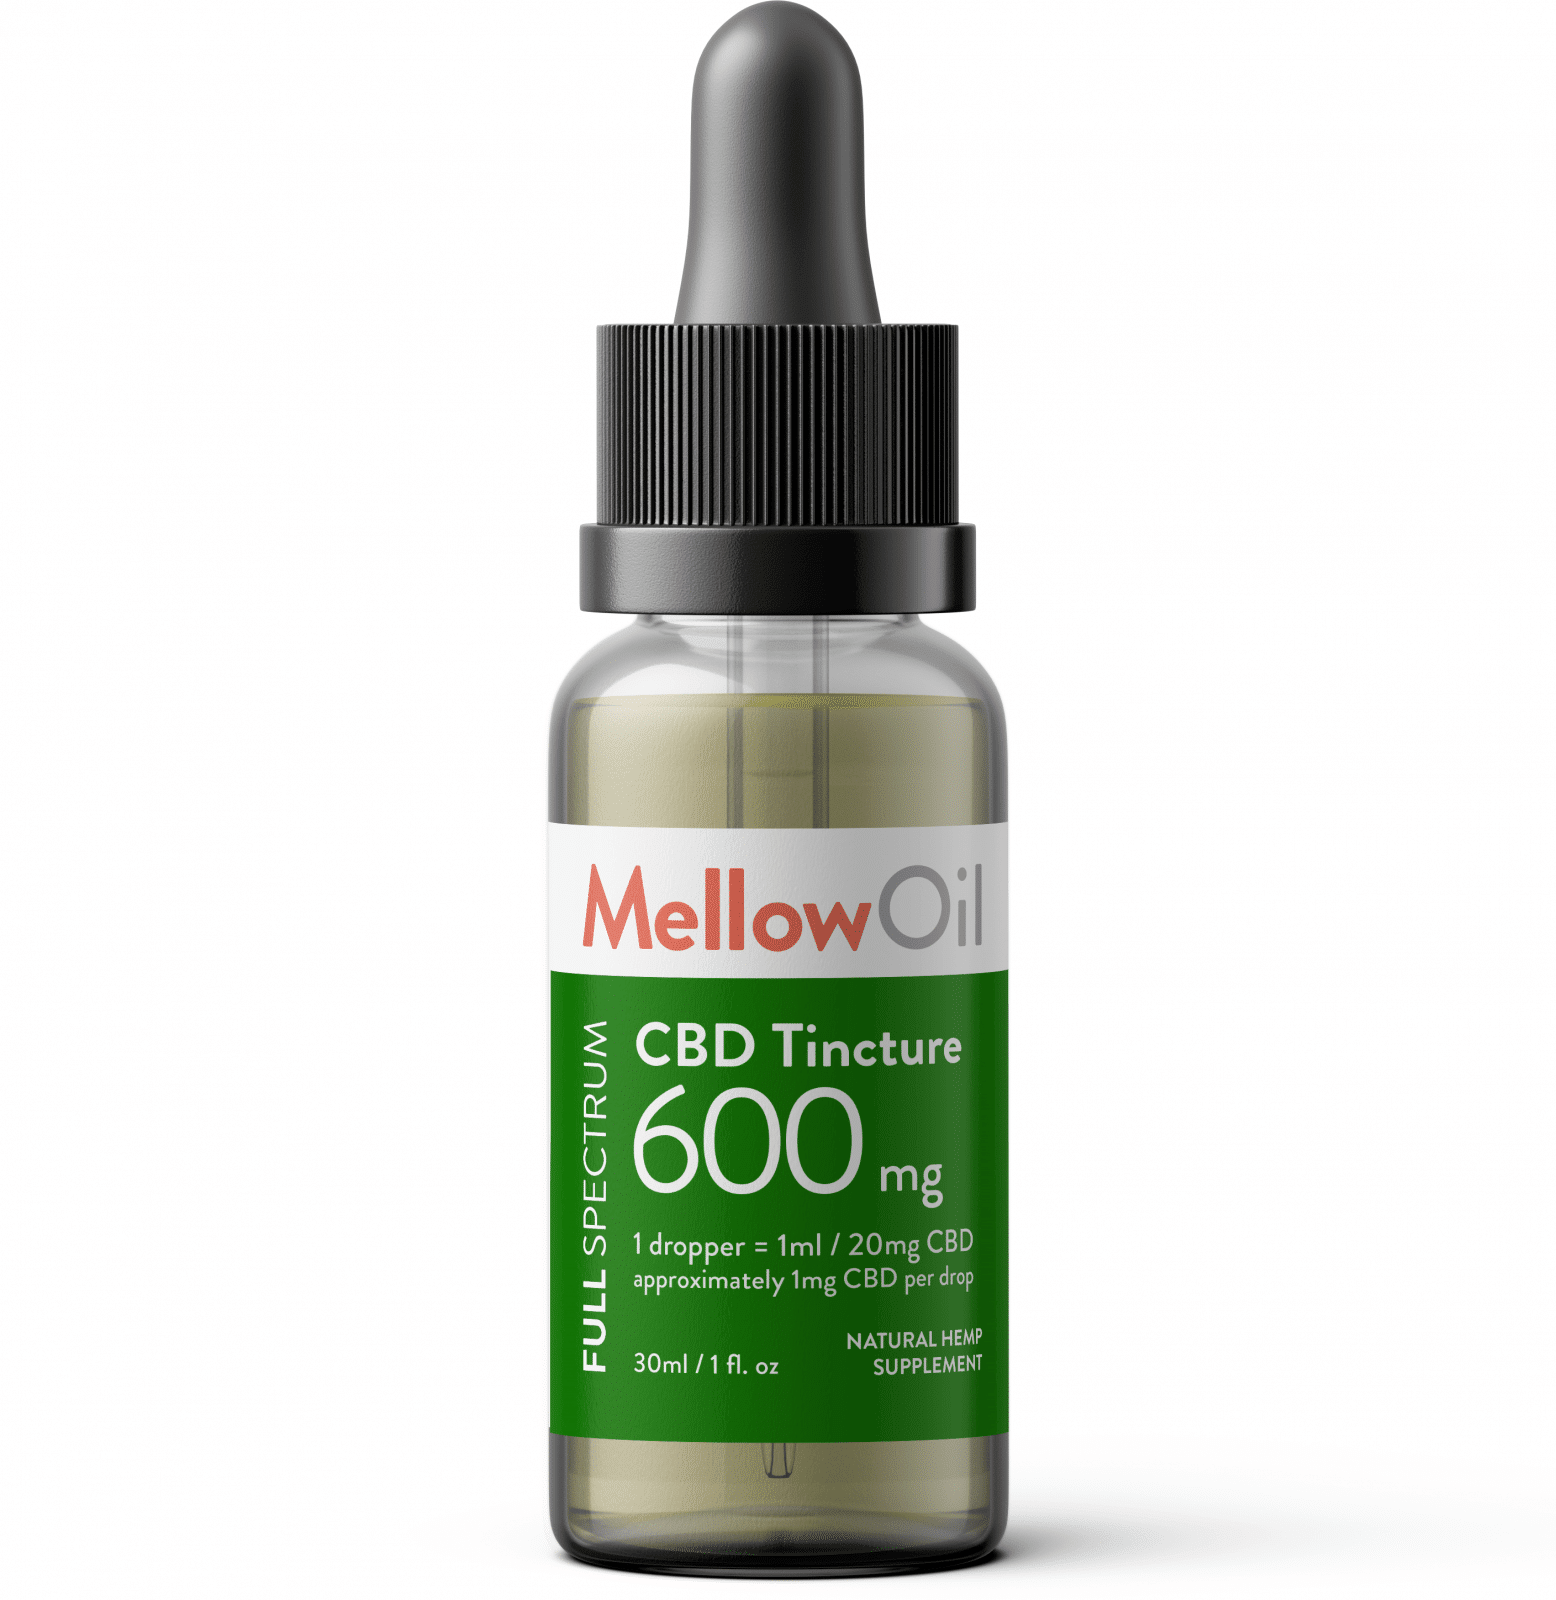 MellowOil
FULL SPECTRUM
CBD Tincture
600 mg
1 dropper = 1ml / 20mg CBD
approximately 1mg CBD per drop
30ml / 1 fl. oz
NATURAL HEMP
SUPPLEMENT